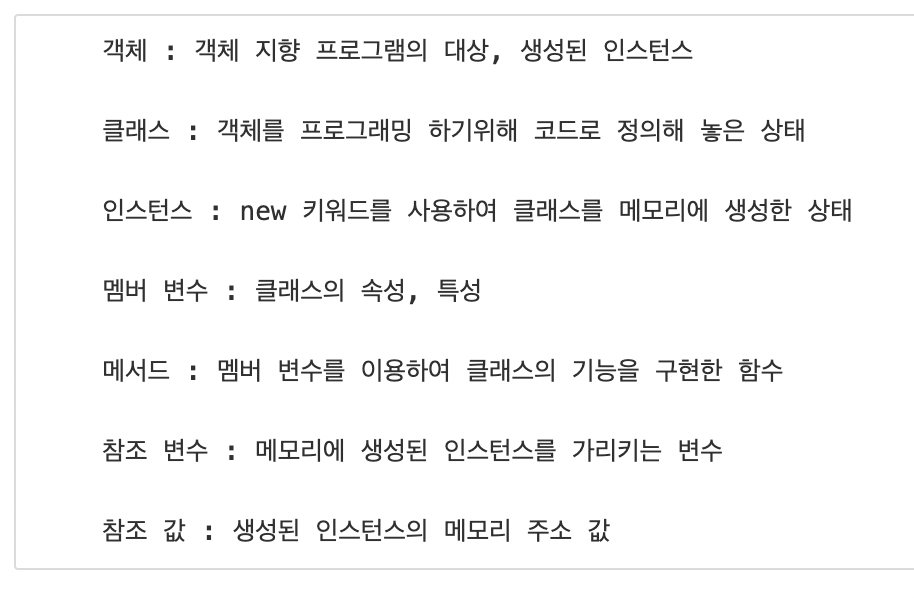 객체 : 객체 지향 프로그램의 대상, 생성된 인스턴스
클래스 : 객체를 프로그래밍 하기위해 코드로 정의해 놓은 상태
인스턴스 : new 키워드를 사용하여 클래스를 메모리에 생성한 상태
멤버 변수 : 클래스의 속성, 특성
메서드 : 멤버 변수를 이용하여 클래스의 기능을 구현한 함수
참조 변수 : 메모리에 생성된 인스턴스를 가리키는 변수
참조 값 : 생성된 인스턴스의 메모리 주소 값